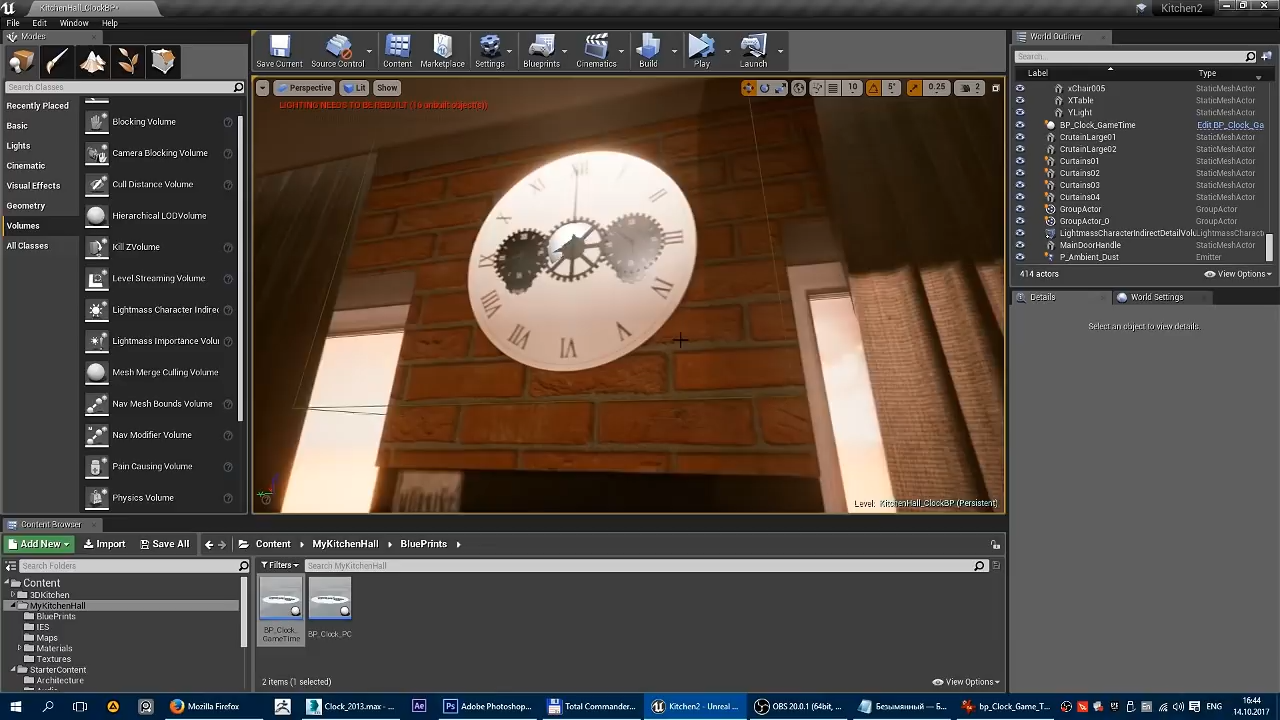 KitchenHall_ClockBP*
Kitchen2
File Edit Window Help
Modes
Search Classes
Recently Placed
Basic
Lights
Cinematic
Visual Effects
Geometry
Volumes
All Classes
Blocking Volume
Camera Blocking Volume
Cull Distance Volume
Hierarchical LODVolume
Kill ZVolume
Level Streaming Volume
Lightmass Character Indirec
Lightmass Importance Volur
Mesh Merge Culling Volume
Nav Mesh Bounds Volume
Nav Modifier Volume
Pain Causing Volume
Physics Volume
Save Current Source Control Content Marketplace Settings Blueprints Cinematics Build Play Launch
Perspective Lit Show
10 5° 0.25 2
LIGHTING NEEDS TO BE REBUILT (16 unbuilt object(s))
Level: KitchenHall_ClockBP (Persistent)
World Outliner
Search...
Label Type
xChair005 StaticMeshActor
XTable StaticMeshActor
YLight StaticMeshActor
BP_Clock_GameTime Edit BP_Clock_Ga
CrutainLarge01 StaticMeshActor
CrutainLarge02 StaticMeshActor
Curtains01 StaticMeshActor
Curtains02 StaticMeshActor
Curtains03 StaticMeshActor
Curtains04 StaticMeshActor
GroupActor GroupActor
GroupActor_0 GroupActor
LightmassCharacterIndirectDetailVolu LightmassCharact
MainDoorHandle StaticMeshActor
P_Ambient_Dust Emitter
414 actors View Options
Details World Settings
Select an object to view details.
Content Browser
Add New Import Save All Content MyKitchenHall BluePrints
Search Folders
Content
3DKitchen
MyKitchenHall
BluePrints
IES
Maps
Materials
Textures
StarterContent
Architecture
Filters Search MyKitchenHall
BP_Clock_
GameTime
BP_Clock_PC
2 items (1 selected) View Options
Mozilla Firefox
Clock_2013.max - ...
Adobe Photoshop...
Total Commander...
Kitchen2 - Unreal ...
OBS 20.0.1 (64bit, ...
Безымянный — Б...
bp_Clock_Game_T...
ENG
16:44
14.10.2017